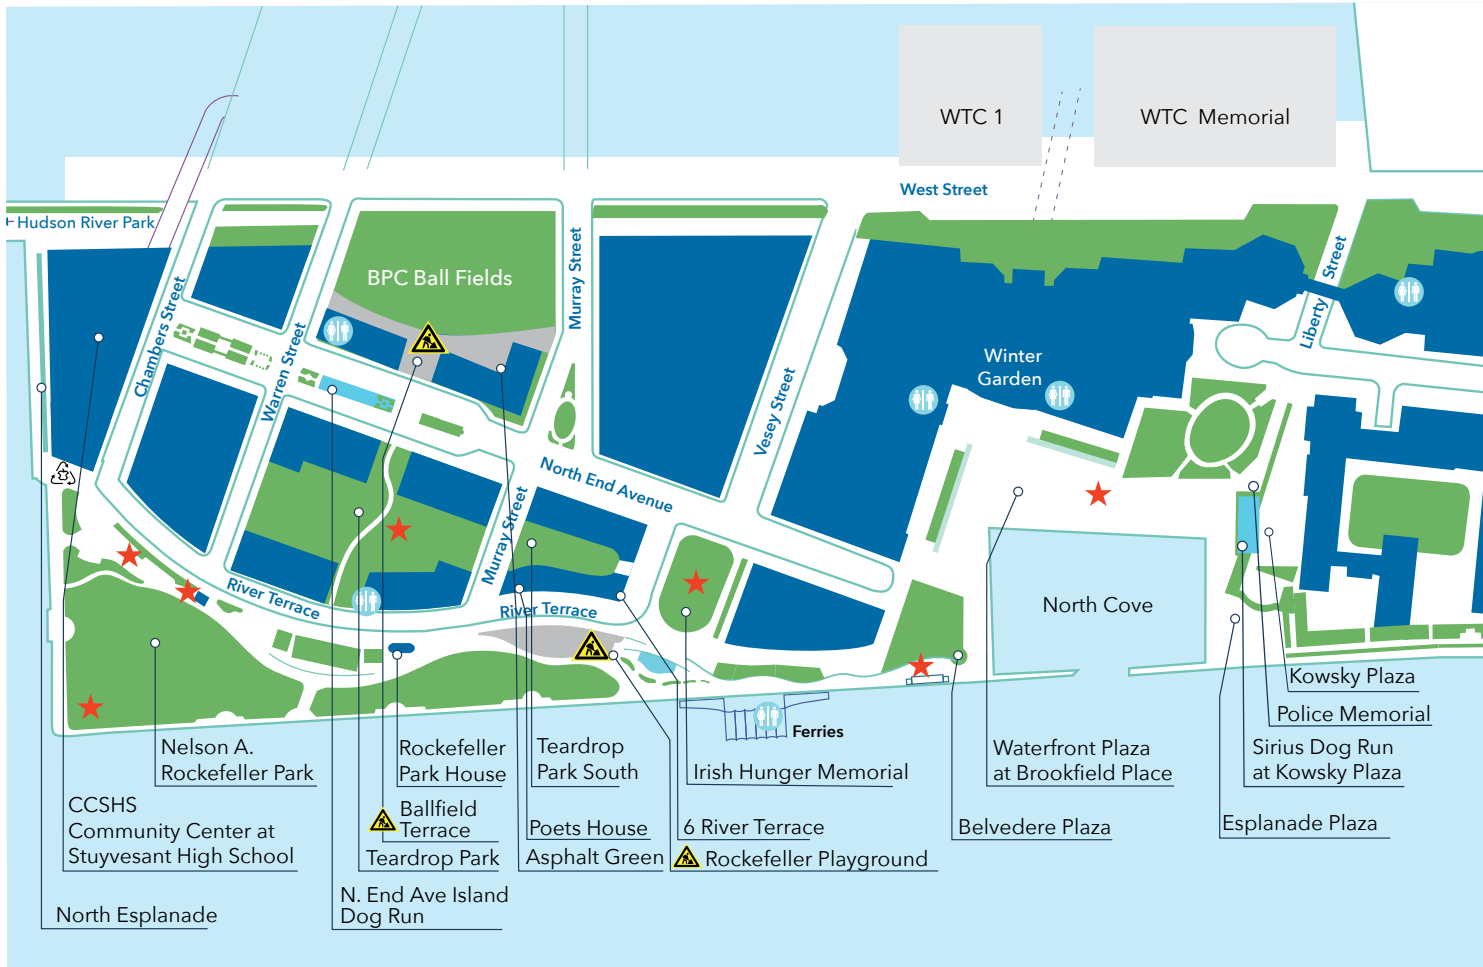 WTC 1
WTC Memorial
West Street
Hudson River Park
Chambers Street
Warren Street
BPC Ball Fields
Murray Street
Vesey Street
Liberty Street
Winter
Garden
North End Avenue
Murray Street
River Terrace
River Terrace
North Cove
Ferries
Kowsky Plaza
Police Memorial
Sirius Dog Run
at Kowsky Plaza
Esplanade Plaza
Waterfront Plaza
at Brookfield Place
Belvedere Plaza
Irish Hunger Memorial
6 River Terrace
Rockefeller Playground
Teardrop
Park South
Poets House
Asphalt Green
Rockefeller
Park House
Ballfield
Terrace
Teardrop Park
N. End Ave Island
Dog Run
Nelson A.
Rockefeller Park
CCSHS
Community Center at
Stuyvesant High School
North Esplanade